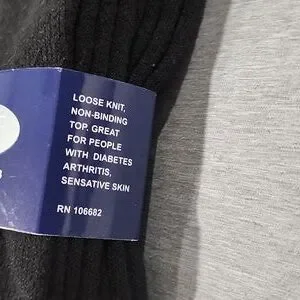 LOOSE KNIT,
NON-BINDING
TOP. GREAT
FOR PEOPLE
WITH DIABETES
ARTHRITIS,
SENSATIVE SKIN
RN 106682